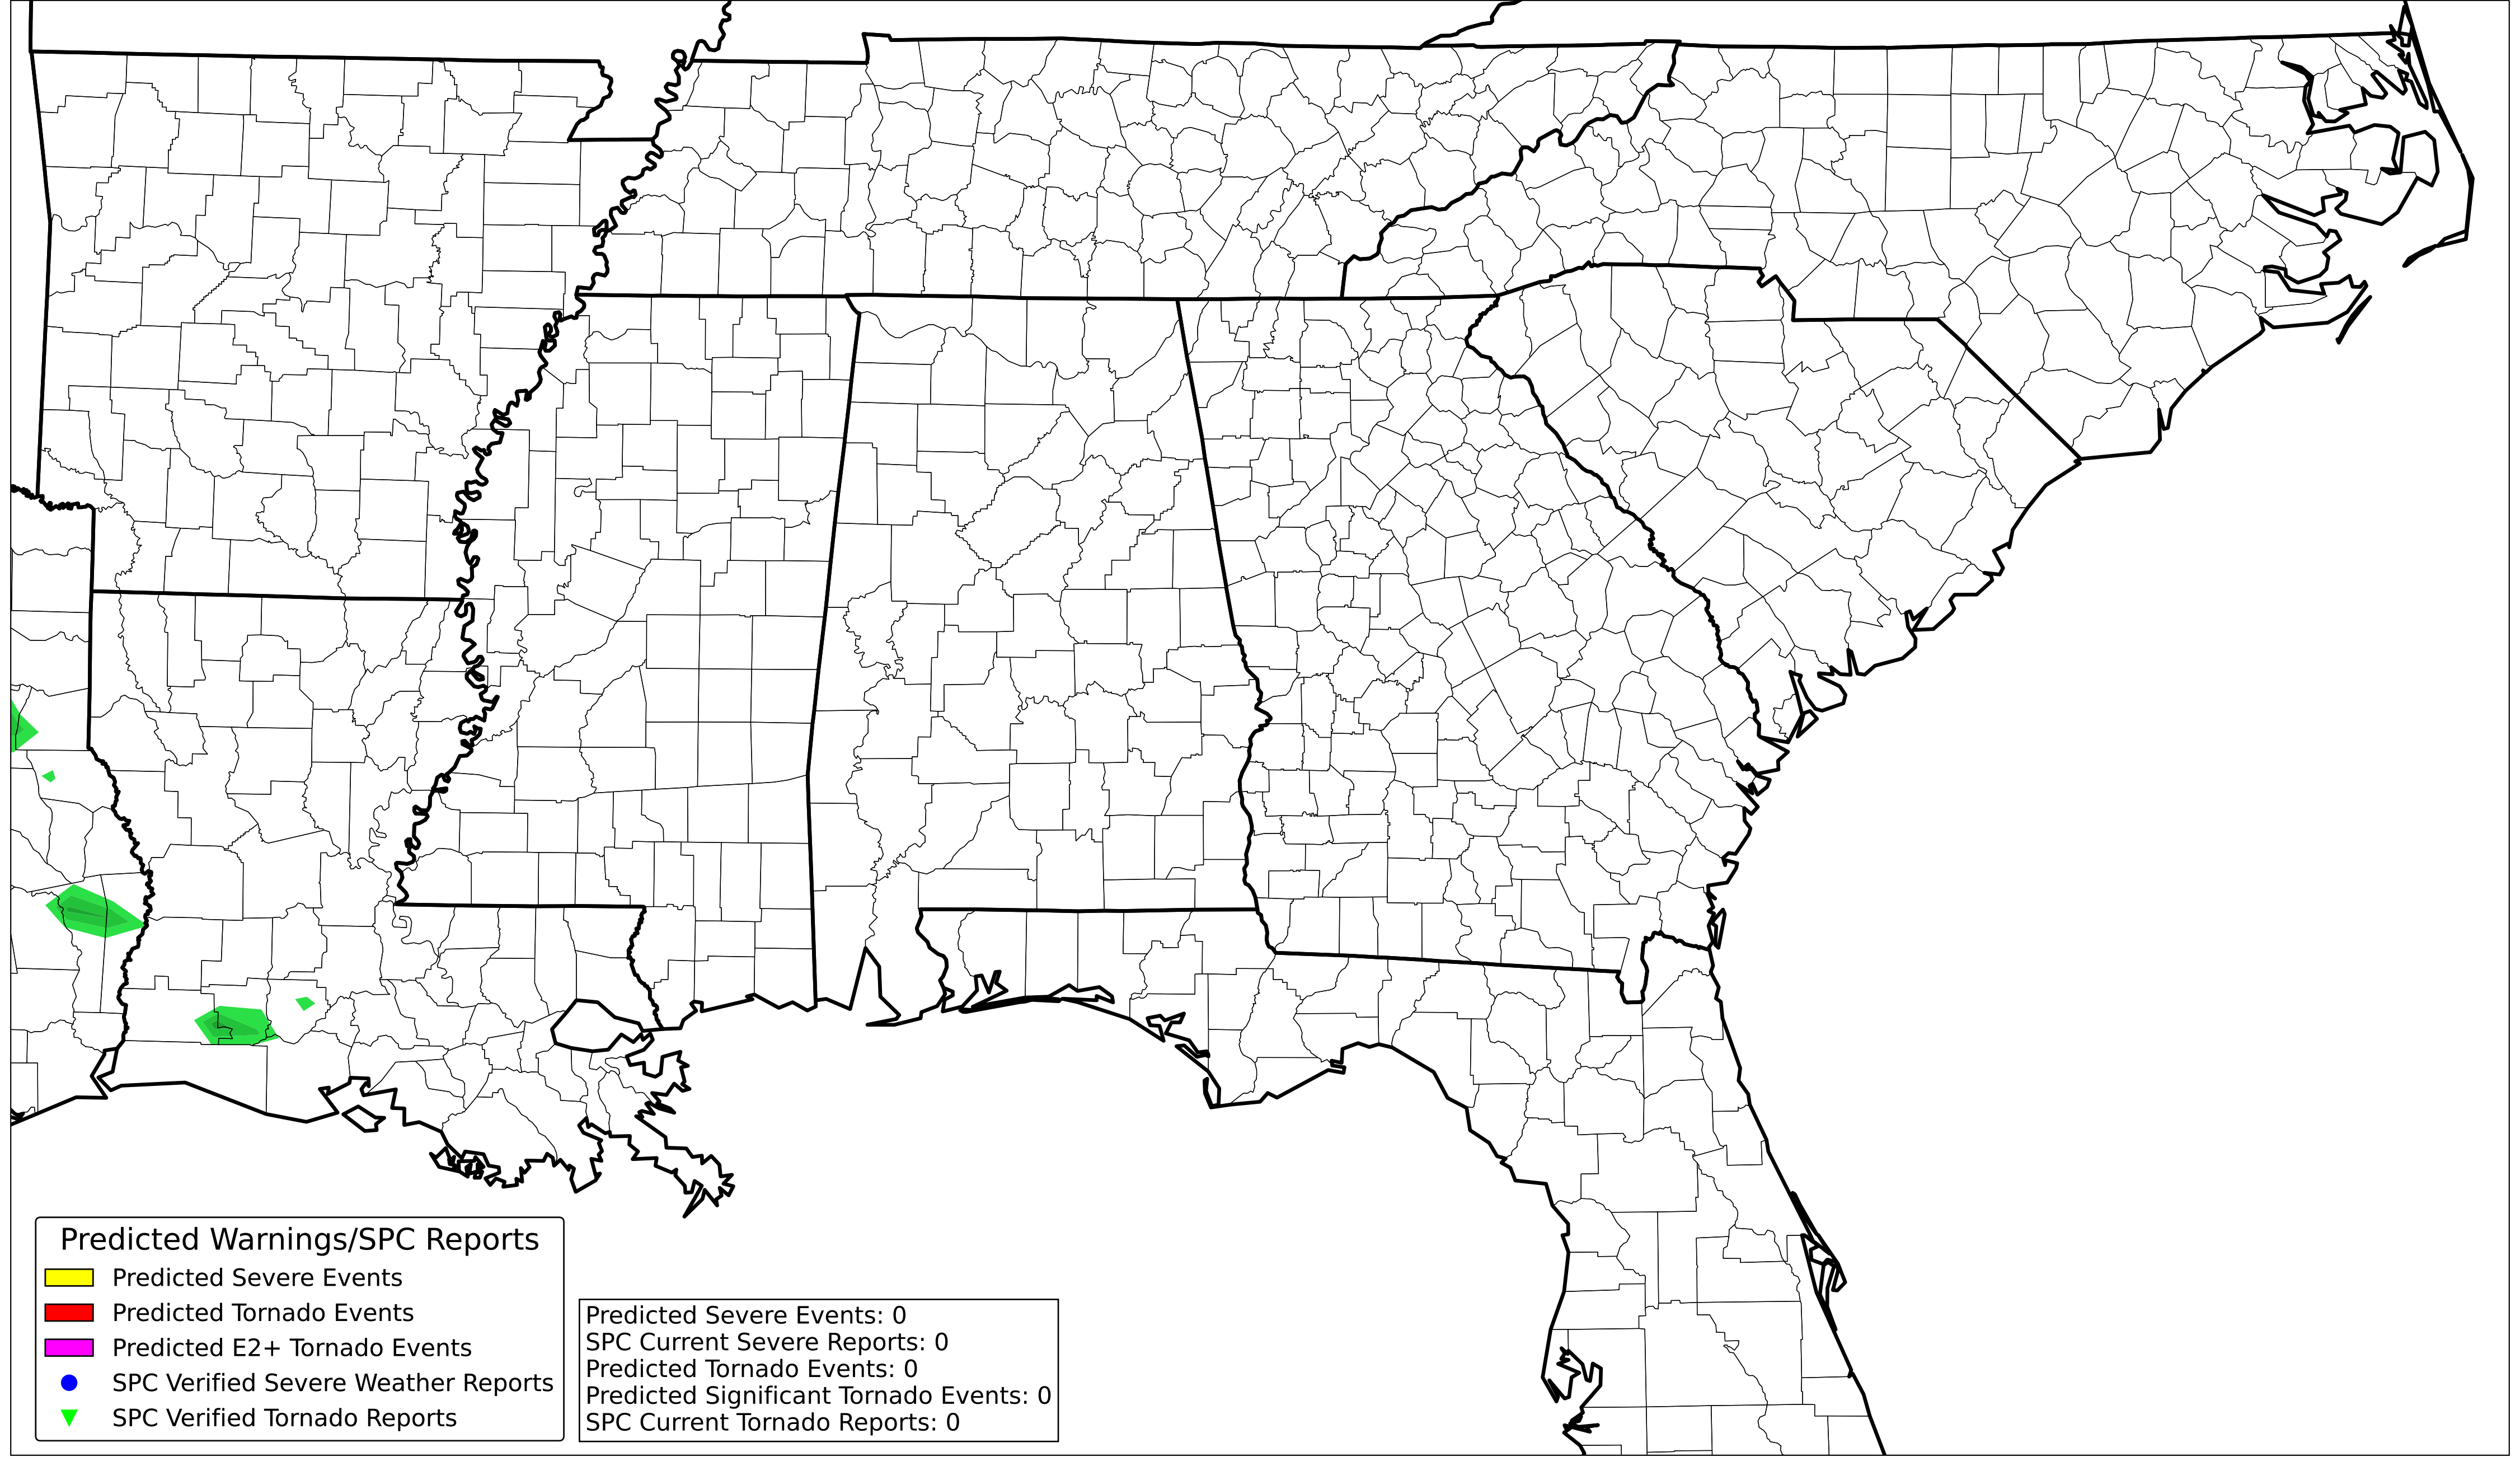 Predicted Warnings/SPC Reports
Predicted Severe Events
Predicted Tornado Events
Predicted E2+ Tornado Events
SPC Verified Severe Weather Reports
SPC Verified Tornado Reports
Predicted Severe Events: 0
SPC Current Severe Reports: 0
Predicted Tornado Events: 0
Predicted Significant Tornado Events: 0
SPC Current Tornado Reports: 0